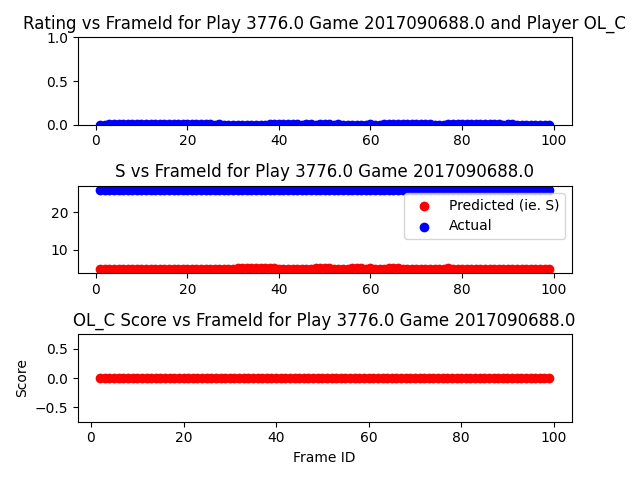 Rating vs FrameId for Play 3776.0 Game 2017090688.0 and Player OL_C
1.0
0.5
0.0
0 20 40 60 80 100
S vs FrameId for Play 3776.0 Game 2017090688.0
20
10
Predicted (ie. S)
Actual
0 20 40 60 80 100
OL_C Score vs FrameId for Play 3776.0 Game 2017090688.0
Score
0.5
0.0
−0.5
0 20 40 60 80 100
Frame ID